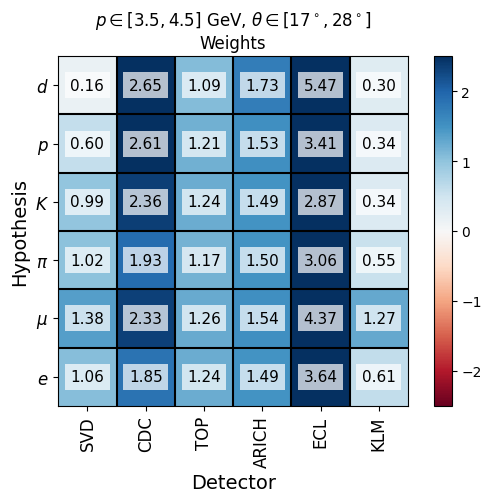 p ∈ [3.5, 4.5] GeV, θ ∈ [17°, 28°]
Weights
Hypothesis
d 0.16 2.65 1.09 1.73 5.47 0.30
p 0.60 2.61 1.21 1.53 3.41 0.34
K 0.99 2.36 1.24 1.49 2.87 0.34
π 1.02 1.93 1.17 1.50 3.06 0.55
μ 1.38 2.33 1.26 1.54 4.37 1.27
e 1.06 1.85 1.24 1.49 3.64 0.61
SVD CDC TOP ARICH ECL KLM
Detector
2
1
0
−1
−2